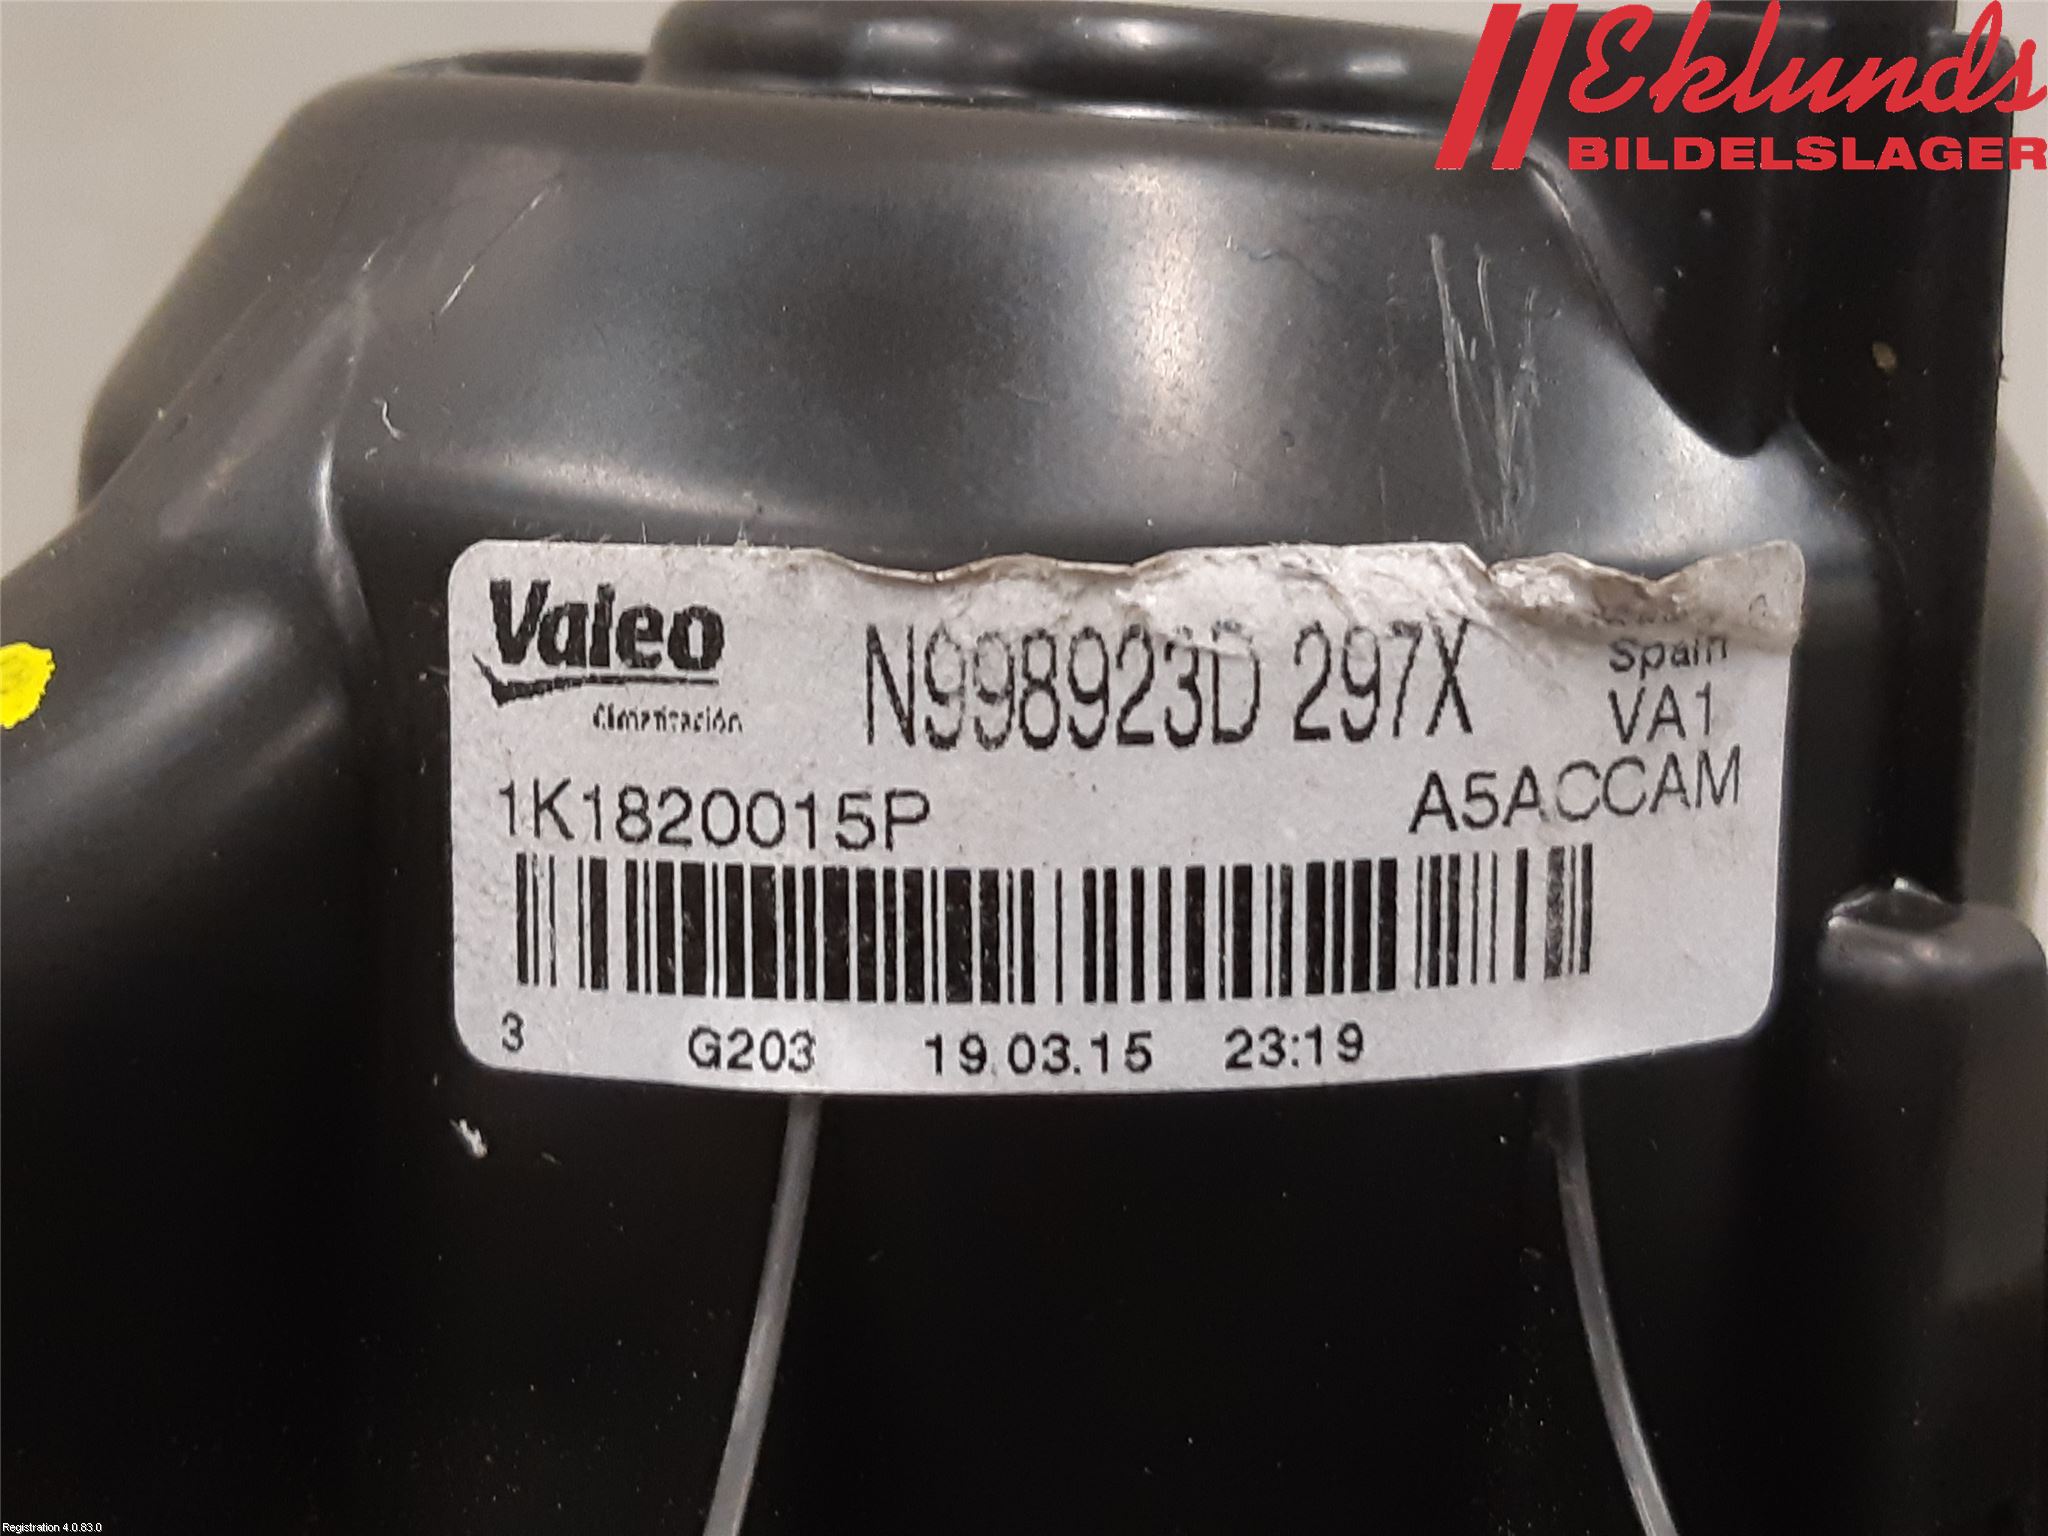 Eklunds
BILDELSLAGER
Valeo
Climatización
N998923D 297X
Spain
VA1
1K1820015P
A5ACCAM
3 G203 19.03.15 23:19
Registration 4.0.83.0